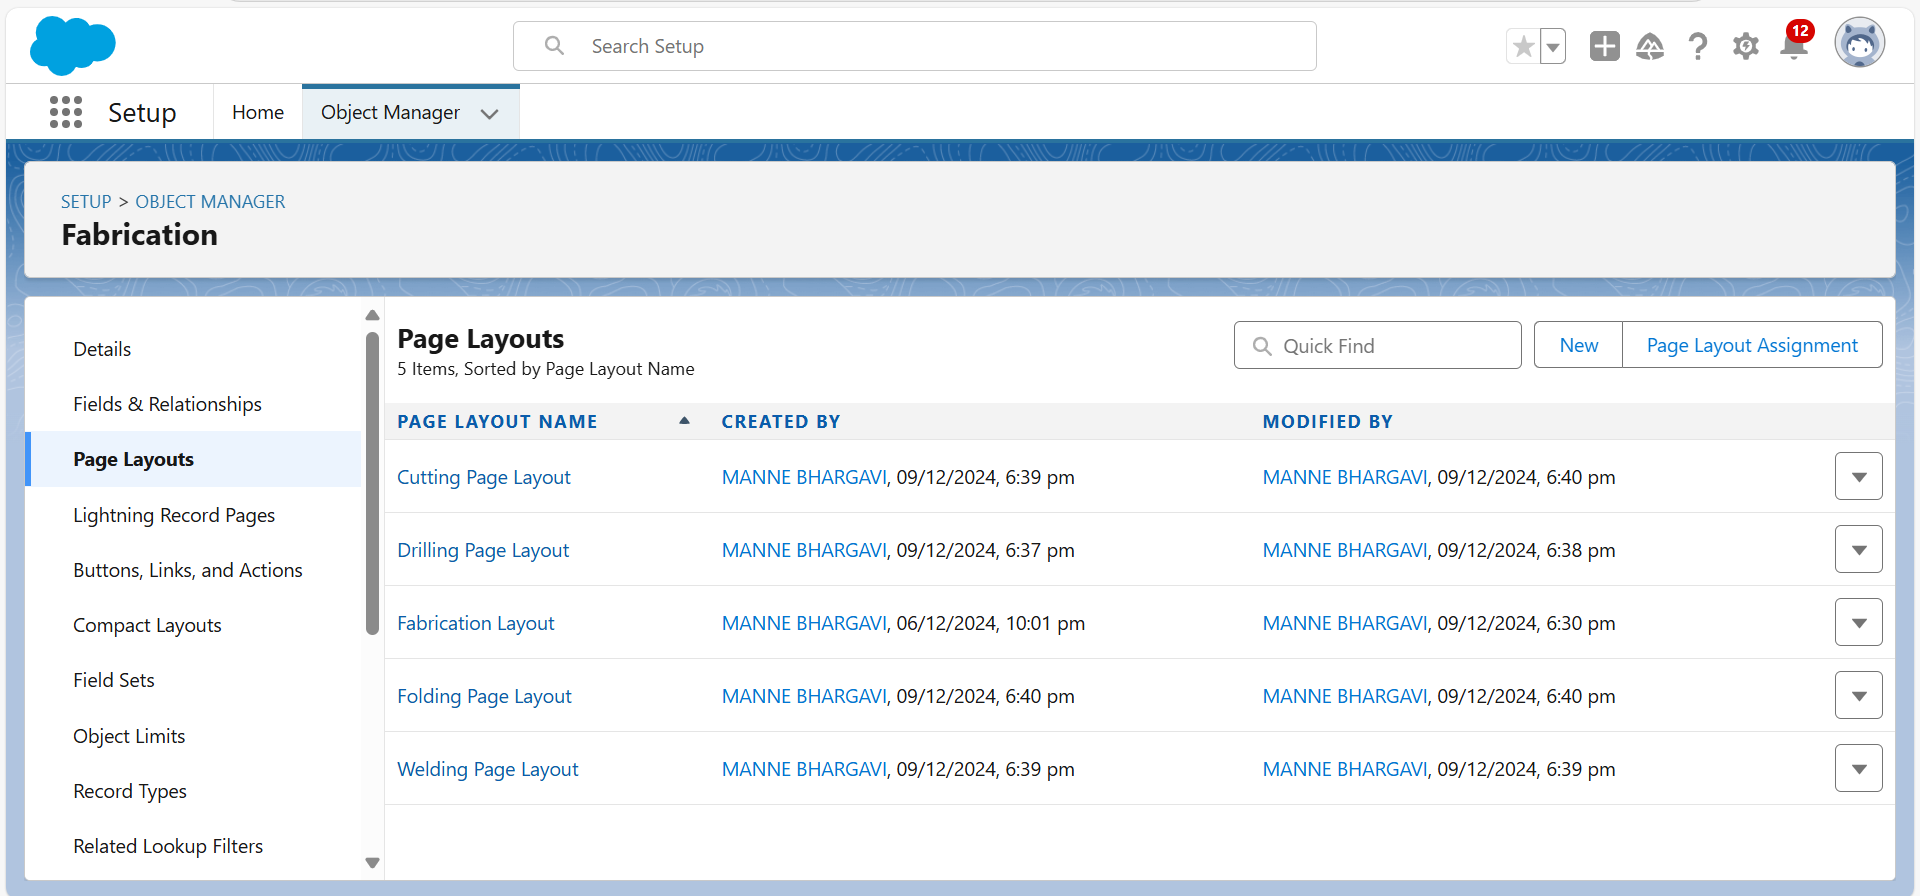 Search Setup
12
Setup
Home
Object Manager
SETUP > OBJECT MANAGER
Fabrication
Details
Fields & Relationships
Page Layouts
Lightning Record Pages
Buttons, Links, and Actions
Compact Layouts
Field Sets
Object Limits
Record Types
Related Lookup Filters
Page Layouts
5 Items, Sorted by Page Layout Name
Quick Find
New
Page Layout Assignment
PAGE LAYOUT NAME CREATED BY MODIFIED BY
Cutting Page Layout MANNE BHARGAVI, 09/12/2024, 6:39 pm MANNE BHARGAVI, 09/12/2024, 6:40 pm
Drilling Page Layout MANNE BHARGAVI, 09/12/2024, 6:37 pm MANNE BHARGAVI, 09/12/2024, 6:38 pm
Fabrication Layout MANNE BHARGAVI, 06/12/2024, 10:01 pm MANNE BHARGAVI, 09/12/2024, 6:30 pm
Folding Page Layout MANNE BHARGAVI, 09/12/2024, 6:40 pm MANNE BHARGAVI, 09/12/2024, 6:40 pm
Welding Page Layout MANNE BHARGAVI, 09/12/2024, 6:39 pm MANNE BHARGAVI, 09/12/2024, 6:39 pm